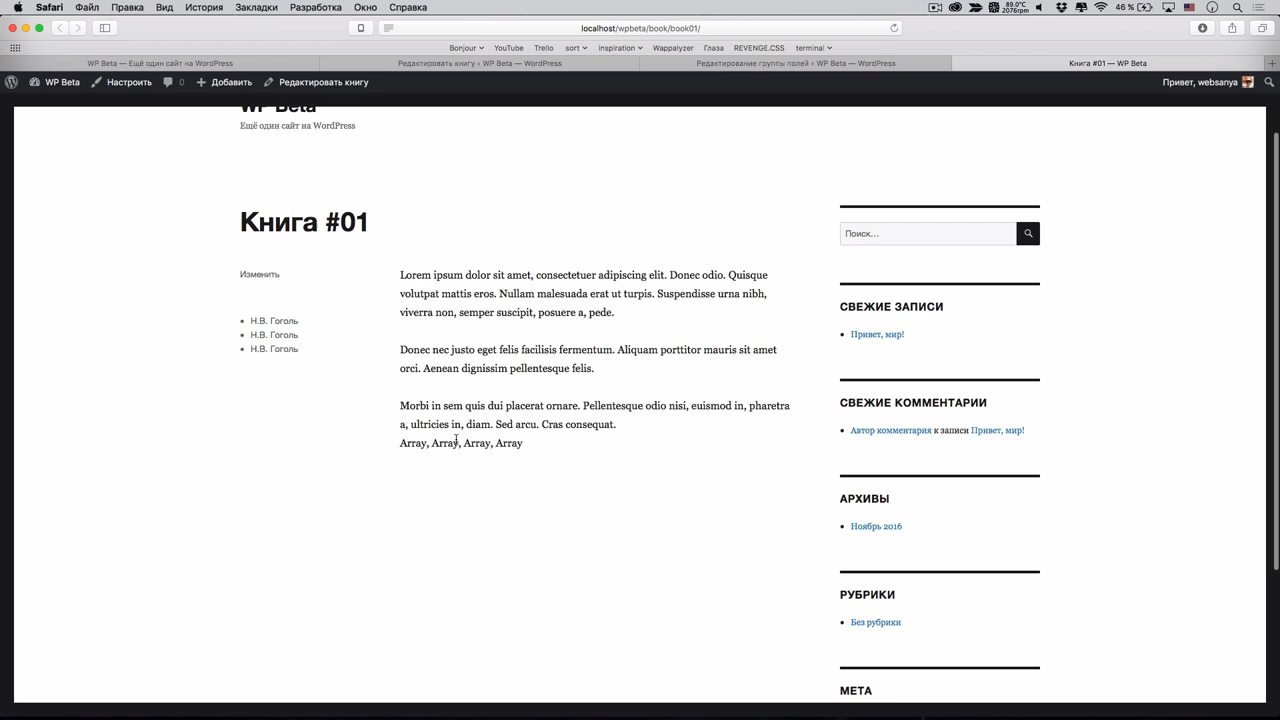 Safari Файл Правка Вид История Закладки Разработка Окно Справка
89.0°C
2076rpm
46 %
localhost/wpbeta/book/book01/
Bonjour YouTube Trello sort inspiration Wappalyzer Глаза REVENGE.CSS terminal
WP Beta — Ещё один сайт на WordPress
Редактировать книгу ‹ WP Beta — WordPress
Редактирование группы полей ‹ WP Beta — WordPress
Книга #01 — WP Beta
WP Beta Настроить 0 Добавить Редактировать книгу
Привет, websanya
WP Beta
Ещё один сайт на WordPress
Книга #01
Изменить
Н.В. Гоголь
Н.В. Гоголь
Н.В. Гоголь
Lorem ipsum dolor sit amet, consectetuer adipiscing elit. Donec odio. Quisque
volutpat mattis eros. Nullam malesuada erat ut turpis. Suspendisse urna nibh,
viverra non, semper suscipit, posuere a, pede.
Donec nec justo eget felis facilisis fermentum. Aliquam porttitor mauris sit amet
orci. Aenean dignissim pellentesque felis.
Morbi in sem quis dui placerat ornare. Pellentesque odio nisi, euismod in, pharetra
a, ultricies in, diam. Sed arcu. Cras consequat.
Array, Array, Array, Array
Поиск…
СВЕЖИЕ ЗАПИСИ
Привет, мир!
СВЕЖИЕ КОММЕНТАРИИ
Автор комментария к записи Привет, мир!
АРХИВЫ
Ноябрь 2016
РУБРИКИ
Без рубрики
МЕТА